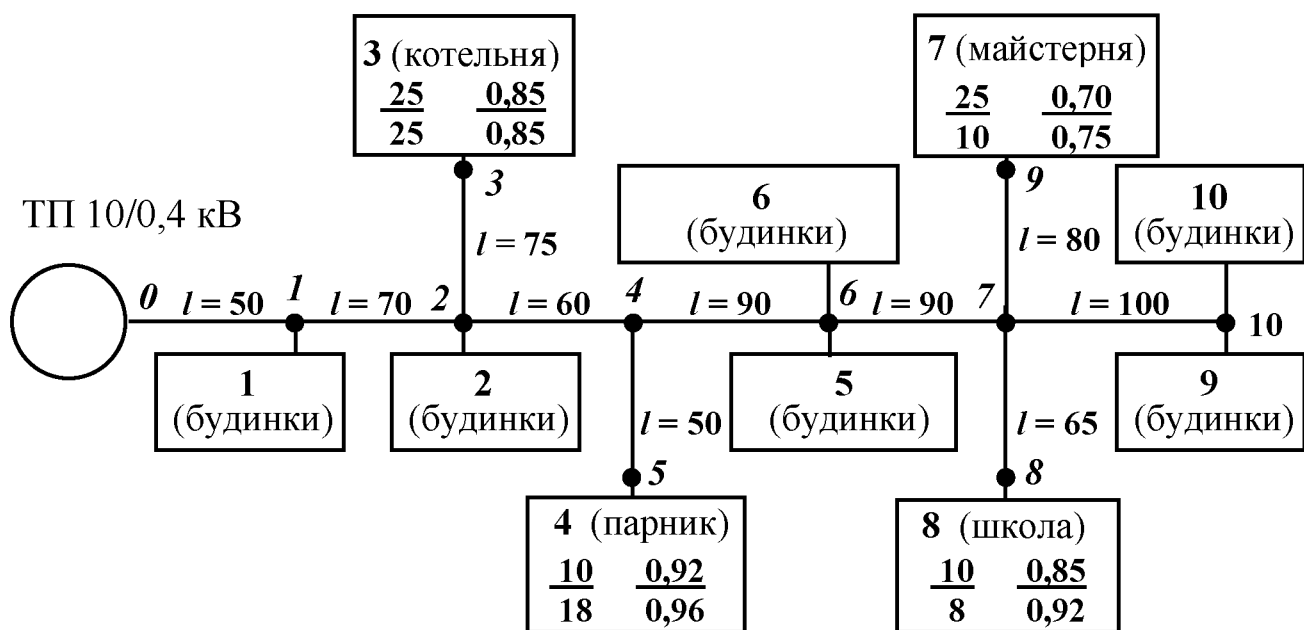 3 (котельня)
25 0,85
25 0,85
7 (майстерня)
25 0,70
10 0,75
3
9
ТП 10/0,4 кВ
6
(будинки)
10
(будинки)
l = 75
l = 80
0 l = 50 1 l = 70 2 l = 60 4 l = 90 6 l = 90 7 l = 100 10
1
(будинки)
2
(будинки)
5
(будинки)
9
(будинки)
l = 50
l = 65
5
8
4 (парник)
10 0,92
18 0,96
8 (школа)
10 0,85
8 0,92